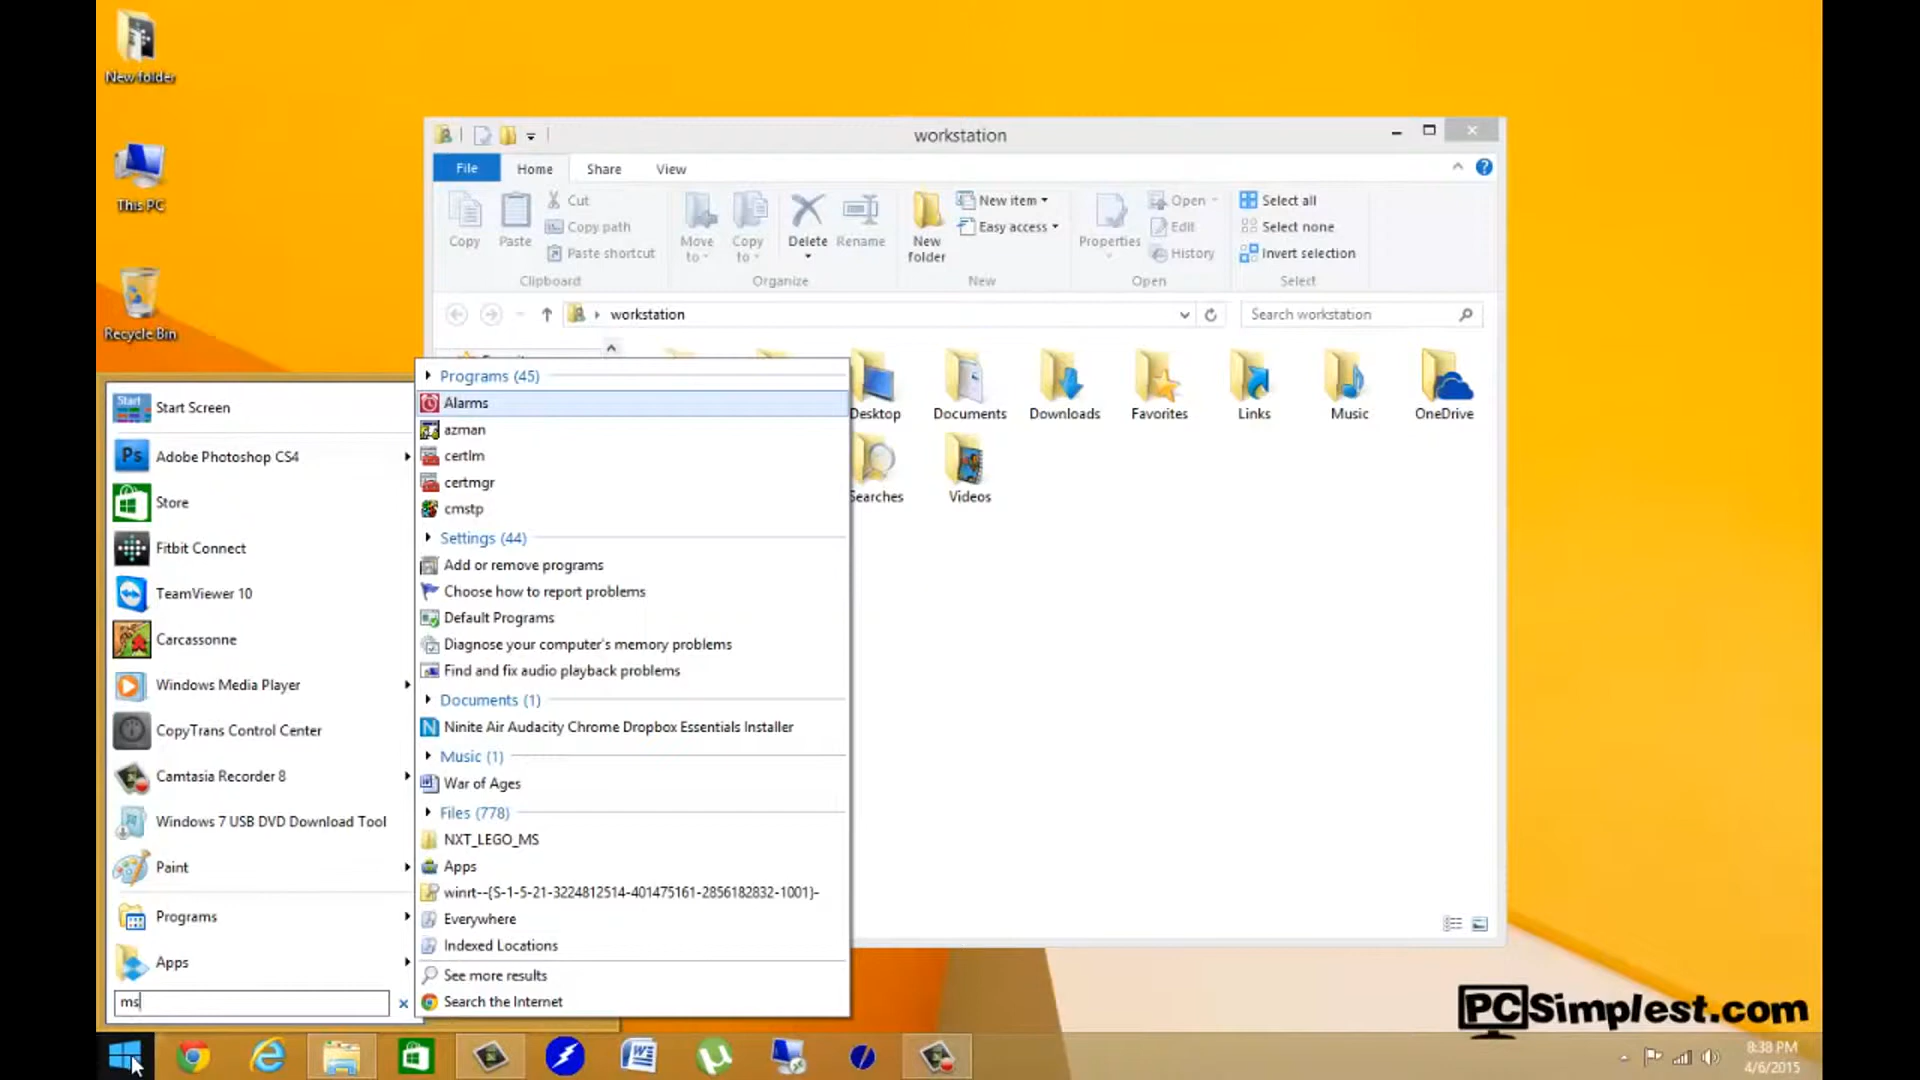 New folder
This PC
Recycle Bin
workstation
File
Home
Share
View
Copy
Paste
Cut
Copy path
Paste shortcut
Clipboard
Move to
Copy to
Delete
Rename
Organize
New folder
New item
Easy access
New
Properties
Open
Edit
History
Open
Select all
Select none
Invert selection
Select
workstation
Search workstation
Desktop
Documents
Downloads
Favorites
Links
Music
OneDrive
Searches
Videos
Start
Start Screen
Ps
Adobe Photoshop CS4
Store
Fitbit Connect
TeamViewer 10
Carcassonne
Windows Media Player
CopyTrans Control Center
Camtasia Recorder 8
Windows 7 USB DVD Download Tool
Paint
Programs
Apps
ms
Programs (45)
Alarms
azman
certlm
certmgr
cmstp
Settings (44)
Add or remove programs
Choose how to report problems
Default Programs
Diagnose your computer's memory problems
Find and fix audio playback problems
Documents (1)
Ninite Air Audacity Chrome Dropbox Essentials Installer
Music (1)
War of Ages
Files (778)
NXT_LEGO_MS
Apps
winrt--{S-1-5-21-3224812514-401475161-2856182832-1001}-
Everywhere
Indexed Locations
See more results
Search the Internet
PCSimplest.com
8:38 PM
4/6/2015